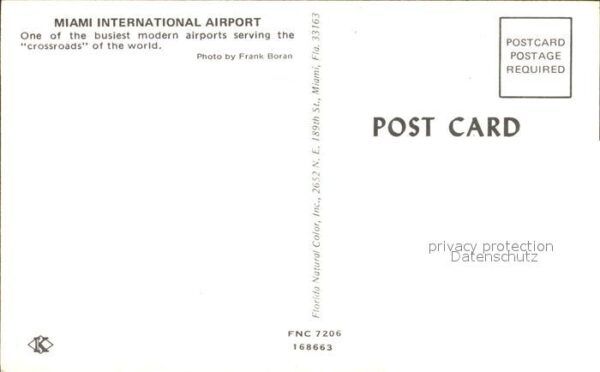 MIAMI INTERNATIONAL AIRPORT
One of the busiest modern airports serving the
"crossroads" of the world.
Photo by Frank Boran
Florida Natural Color, Inc., 2652 N. E. 189th St., Miami, Fla. 33163
POSTCARD
POSTAGE
REQUIRED
POST CARD
privacy protection
Datenschutz
FNC 7206
168663
K